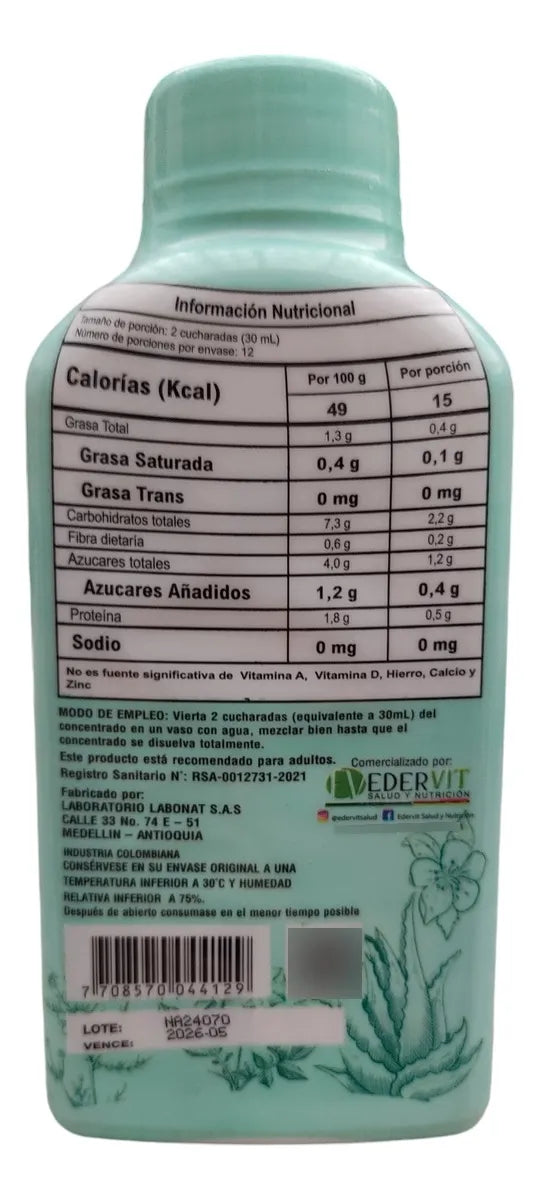 Información Nutricional
Tamaño de porción: 2 cucharadas (30 mL)
Número de porciones por envase: 12
Calorías (Kcal) Por 100 g Por porción
49 15
Grasa Total 1,3 g 0,4 g
Grasa Saturada 0,4 g 0,1 g
Grasa Trans 0 mg 0 mg
Carbohidratos totales 7,3 g 2,2 g
Fibra dietaria 0,6 g 0,2 g
Azucares totales 4,0 g 1,2 g
Azucares Añadidos 1,2 g 0,4 g
Proteína 1,8 g 0,5 g
Sodio 0 mg 0 mg
No es fuente significativa de Vitamina A, Vitamina D, Hierro, Calcio y
Zinc
MODO DE EMPLEO: Vierta 2 cucharadas (equivalente a 30mL) del
concentrado en un vaso con agua, mezclar bien hasta que el
concentrado se disuelva totalmente.
Este producto está recomendado para adultos.
Registro Sanitario N°: RSA-0012731-2021
Comercializado por:
VEDERVIT
SALUD Y NUTRICIÓN
@edervitsalud Edervit Salud y Nutrición
Fabricado por:
LABORATORIO LABONAT S.A.S
CALLE 33 No. 74 E – 51
MEDELLIN – ANTIOQUIA
INDUSTRIA COLOMBIANA
CONSÉRVESE EN SU ENVASE ORIGINAL A UNA
TEMPERATURA INFERIOR A 30°C Y HUMEDAD
RELATIVA INFERIOR A 75%.
Después de abierto consumase en el menor tiempo posible
7 708570 044129
LOTE: NA24070
VENCE: 2026-05